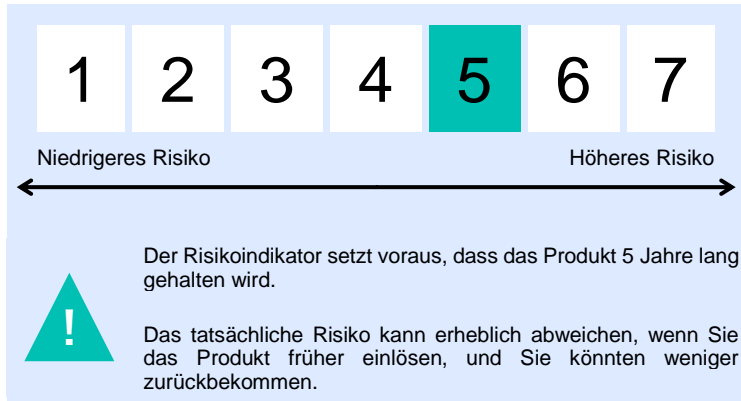 1 2 3 4 5 6 7
Niedrigeres Risiko Höheres Risiko
Der Risikoindikator setzt voraus, dass das Produkt 5 Jahre lang
gehalten wird.
!
Das tatsächliche Risiko kann erheblich abweichen, wenn Sie
das Produkt früher einlösen, und Sie könnten weniger
zurückbekommen.